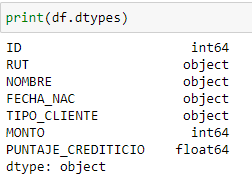 print(df.dtypes)
ID int64
RUT object
NOMBRE object
FECHA_NAC object
TIPO_CLIENTE object
MONTO int64
PUNTAJE_CREDITICIO float64
dtype: object